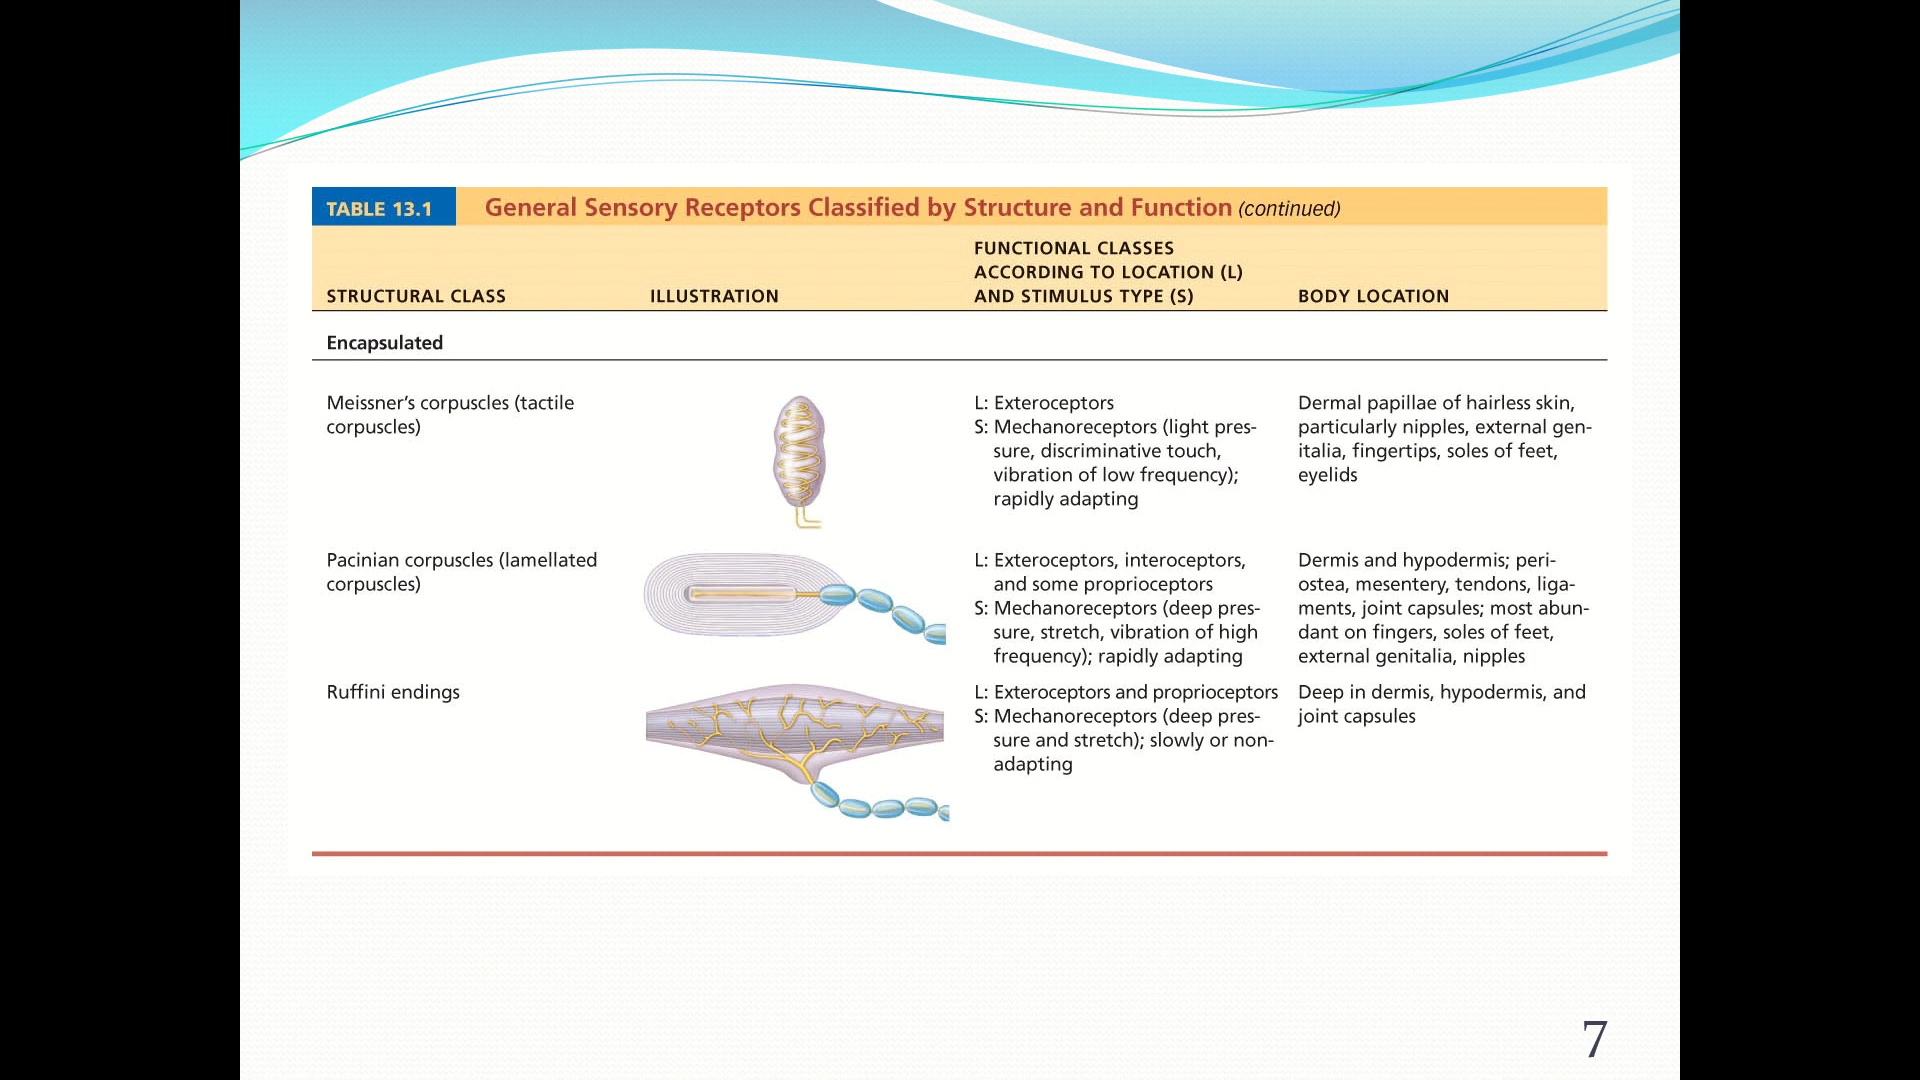 TABLE 13.1 General Sensory Receptors Classified by Structure and Function (continued)
STRUCTURAL CLASS
ILLUSTRATION
FUNCTIONAL CLASSES
ACCORDING TO LOCATION (L)
AND STIMULUS TYPE (S)
BODY LOCATION
Encapsulated
Meissner's corpuscles (tactile
corpuscles)
L: Exteroceptors
S: Mechanoreceptors (light pres-
sure, discriminative touch,
vibration of low frequency);
rapidly adapting
Dermal papillae of hairless skin,
particularly nipples, external gen-
italia, fingertips, soles of feet,
eyelids
Pacinian corpuscles (lamellated
corpuscles)
L: Exteroceptors, interoceptors,
and some proprioceptors
S: Mechanoreceptors (deep pres-
sure, stretch, vibration of high
frequency); rapidly adapting
Dermis and hypodermis; peri-
ostea, mesentery, tendons, liga-
ments, joint capsules; most abun-
dant on fingers, soles of feet,
external genitalia, nipples
Ruffini endings
L: Exteroceptors and proprioceptors
S: Mechanoreceptors (deep pres-
sure and stretch); slowly or non-
adapting
Deep in dermis, hypodermis, and
joint capsules
7